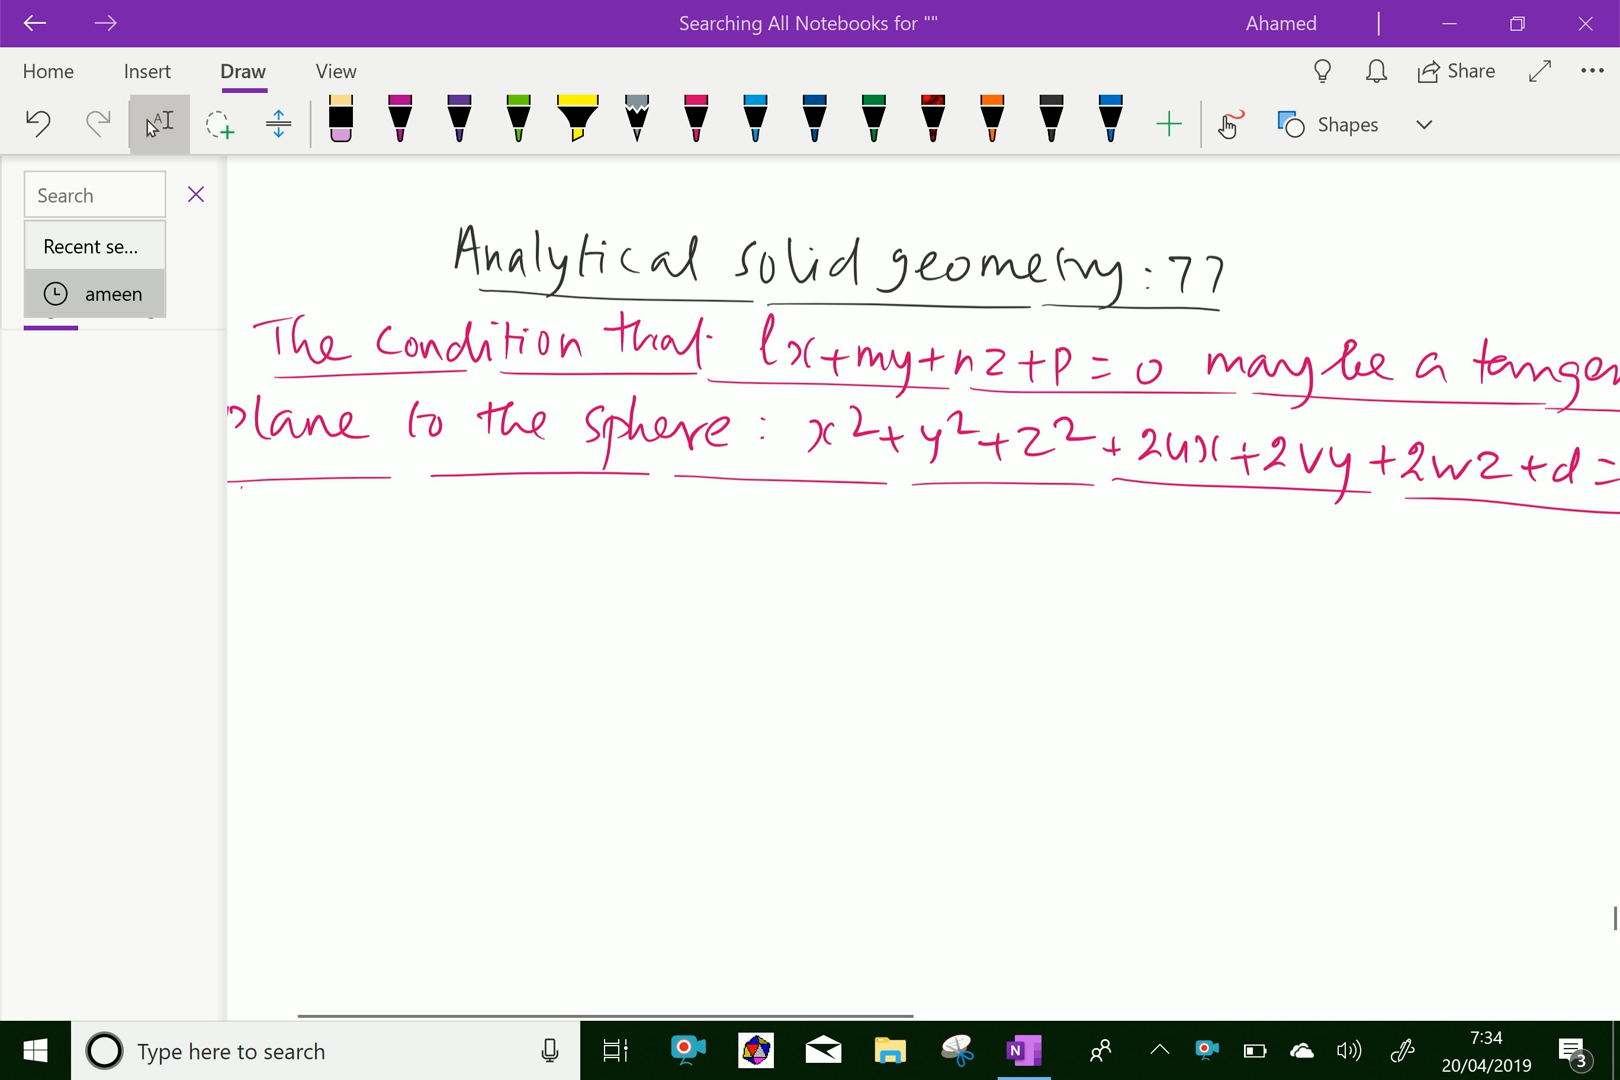 Searching All Notebooks for ""
Ahamed
Home Insert Draw View
Share
Shapes
Search
Recent se...
ameen
Analytical solid geometry: 77
The condition that lx+my+nz+p=0 may be a tangen
plane to the sphere: x²+y²+z²+2ux+2vy+2wz+d=
Type here to search
7:34
20/04/2019
3